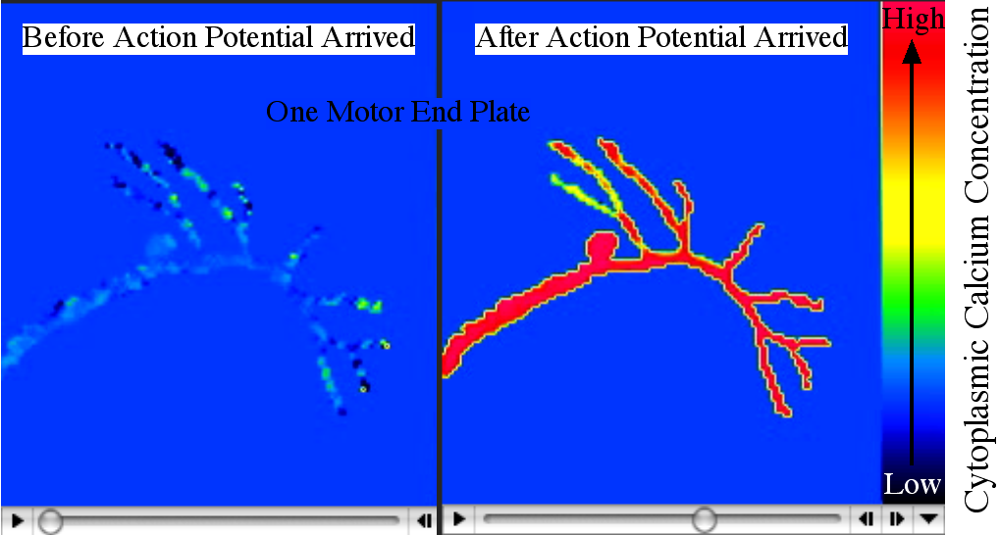 Before Action Potential Arrived
After Action Potential Arrived
One Motor End Plate
High
Low
Cytoplasmic Calcium Concentration